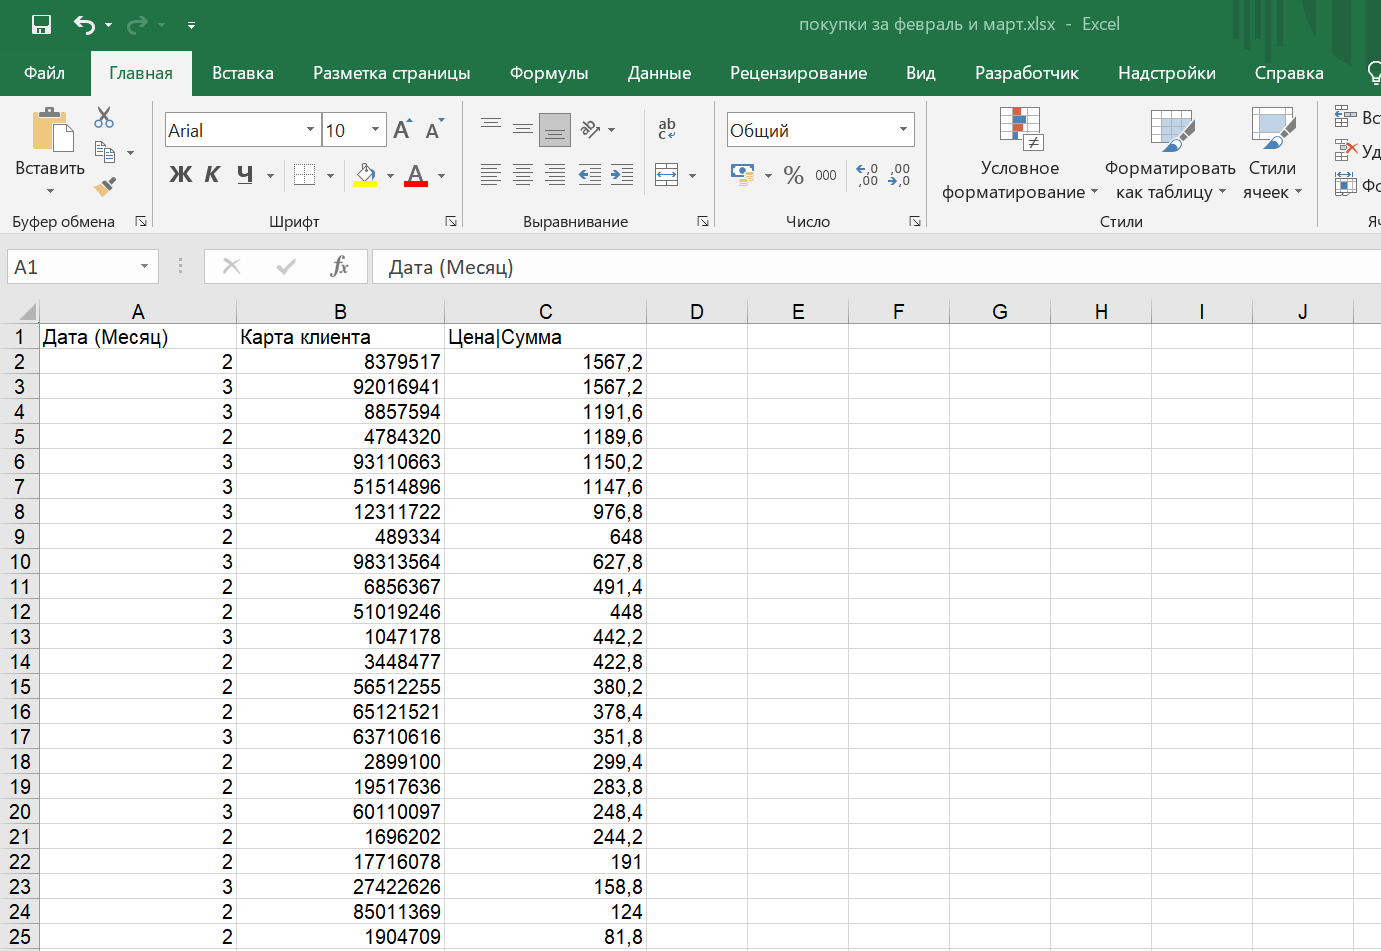 покупки за февраль и март.xlsx - Excel
Файл Главная Вставка Разметка страницы Формулы Данные Рецензирование Вид Разработчик Надстройки Справка
Вставить
Буфер обмена
Arial 10
Ж К Ч
Шрифт
Выравнивание
Общий
% 000
Число
Условное форматирование
Форматировать как таблицу
Стили ячеек
Стили
A1
fx Дата (Месяц)
A B C D E F G H I J
1 Дата (Месяц) Карта клиента Цена|Сумма
2 2 8379517 1567,2
3 3 92016941 1567,2
4 3 8857594 1191,6
5 2 4784320 1189,6
6 3 93110663 1150,2
7 3 51514896 1147,6
8 3 12311722 976,8
9 2 489334 648
10 3 98313564 627,8
11 2 6856367 491,4
12 2 51019246 448
13 3 1047178 442,2
14 2 3448477 422,8
15 2 56512255 380,2
16 2 65121521 378,4
17 3 63710616 351,8
18 2 2899100 299,4
19 2 19517636 283,8
20 3 60110097 248,4
21 2 1696202 244,2
22 2 17716078 191
23 3 27422626 158,8
24 2 85011369 124
25 2 1904709 81,8